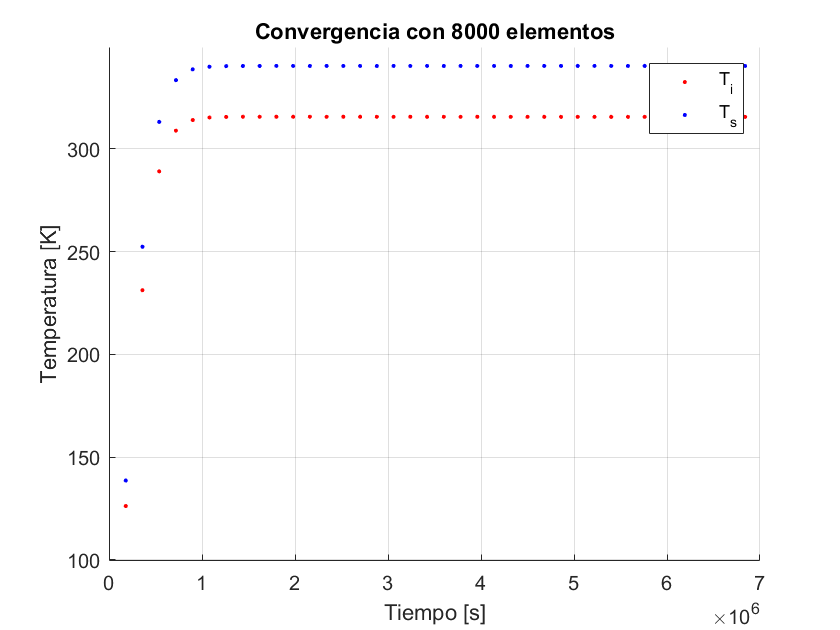 Convergencia con 8000 elementos
T_i
T_s
Temperatura [K]
300
250
200
150
100
0 1 2 3 4 5 6 7
Tiempo [s]
×10^6